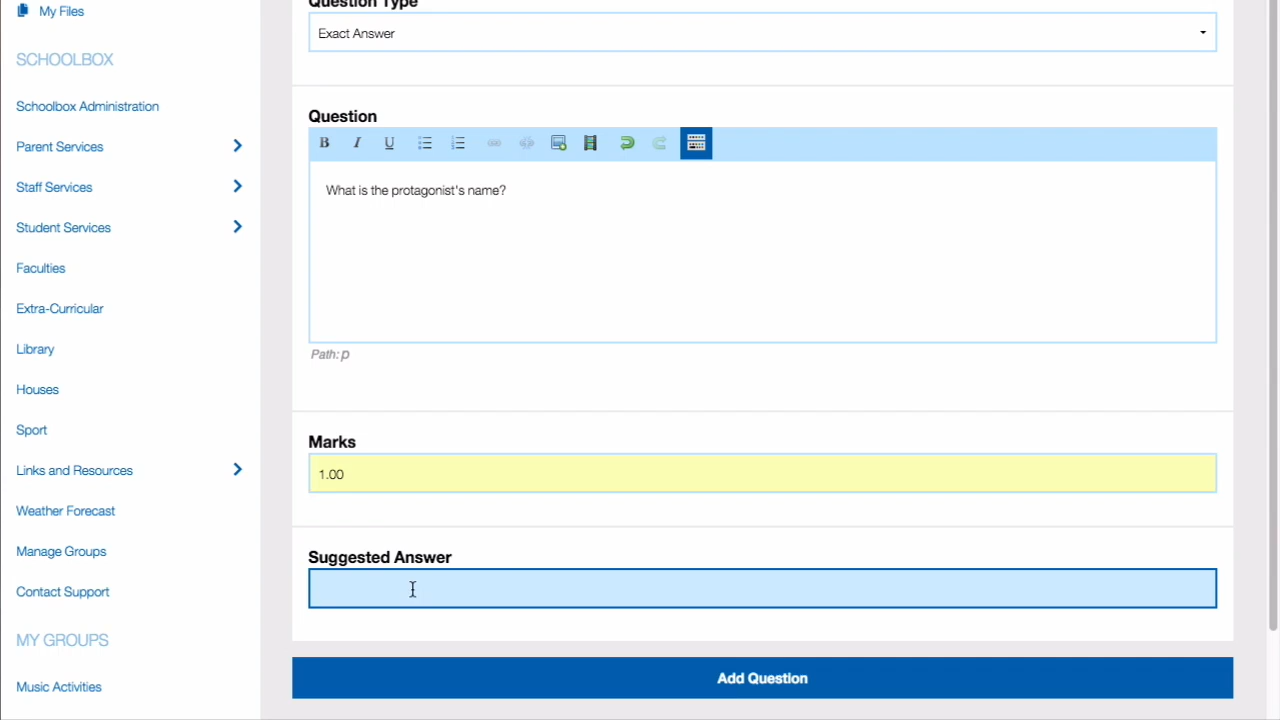 Question Type
My Files
Exact Answer
SCHOOLBOX
Schoolbox Administration
Parent Services
Staff Services
Student Services
Faculties
Extra-Curricular
Library
Houses
Sport
Links and Resources
Weather Forecast
Manage Groups
Contact Support
MY GROUPS
Music Activities
Question
B I U
What is the protagonist's name?
Path: p
Marks
1.00
Suggested Answer
Add Question